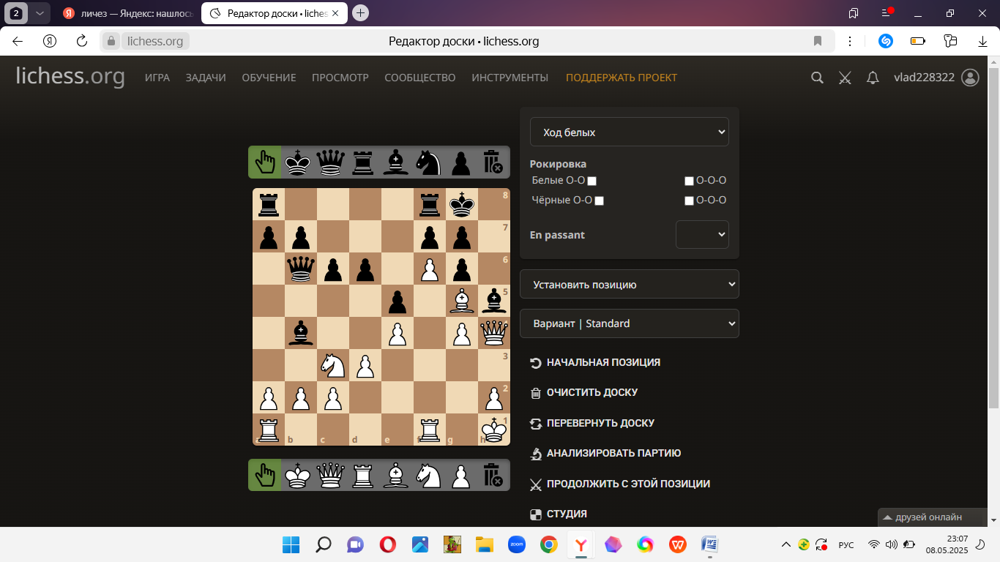 2
личез — Яндекс: нашлось
Редактор доски • liches
lichess.org
Редактор доски • lichess.org
lichess.org
ИГРА
ЗАДАЧИ
ОБУЧЕНИЕ
ПРОСМОТР
СООБЩЕСТВО
ИНСТРУМЕНТЫ
ПОДДЕРЖАТЬ ПРОЕКТ
vlad228322
Ход белых
Рокировка
Белые O-O
O-O-O
Чёрные O-O
O-O-O
En passant
Установить позицию
Вариант | Standard
НАЧАЛЬНАЯ ПОЗИЦИЯ
ОЧИСТИТЬ ДОСКУ
ПЕРЕВЕРНУТЬ ДОСКУ
АНАЛИЗИРОВАТЬ ПАРТИЮ
ПРОДОЛЖИТЬ С ЭТОЙ ПОЗИЦИИ
СТУДИЯ
8
7
6
5
3
2
1
b
c
d
e
g
h
друзей онлайн
zoom
РУС
23:07
08.05.2025